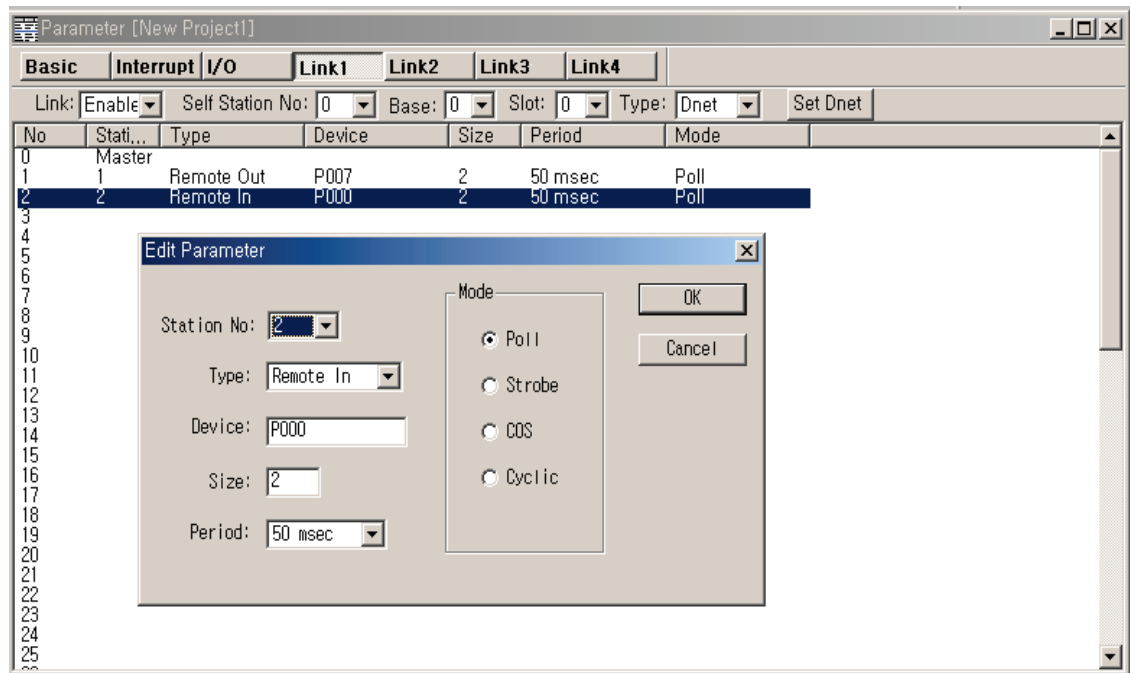 Parameter [New Project1]
Basic Interrupt I/O Link1 Link2 Link3 Link4
Link: Enable Self Station No: 0 Base: 0 Slot: 0 Type: Dnet Set Dnet
No Stati... Type Device Size Period Mode
0 Master
1 1 Remote Out P007 2 50 msec Poll
2 2 Remote In P000 2 50 msec Poll
3
4
5
6
7
8
9
10
11
12
13
14
15
16
17
18
19
20
21
22
23
24
25
Edit Parameter
Station No: 2
Type: Remote In
Device: P000
Size: 2
Period: 50 msec
Mode
Poll
Strobe
COS
Cyclic
OK
Cancel